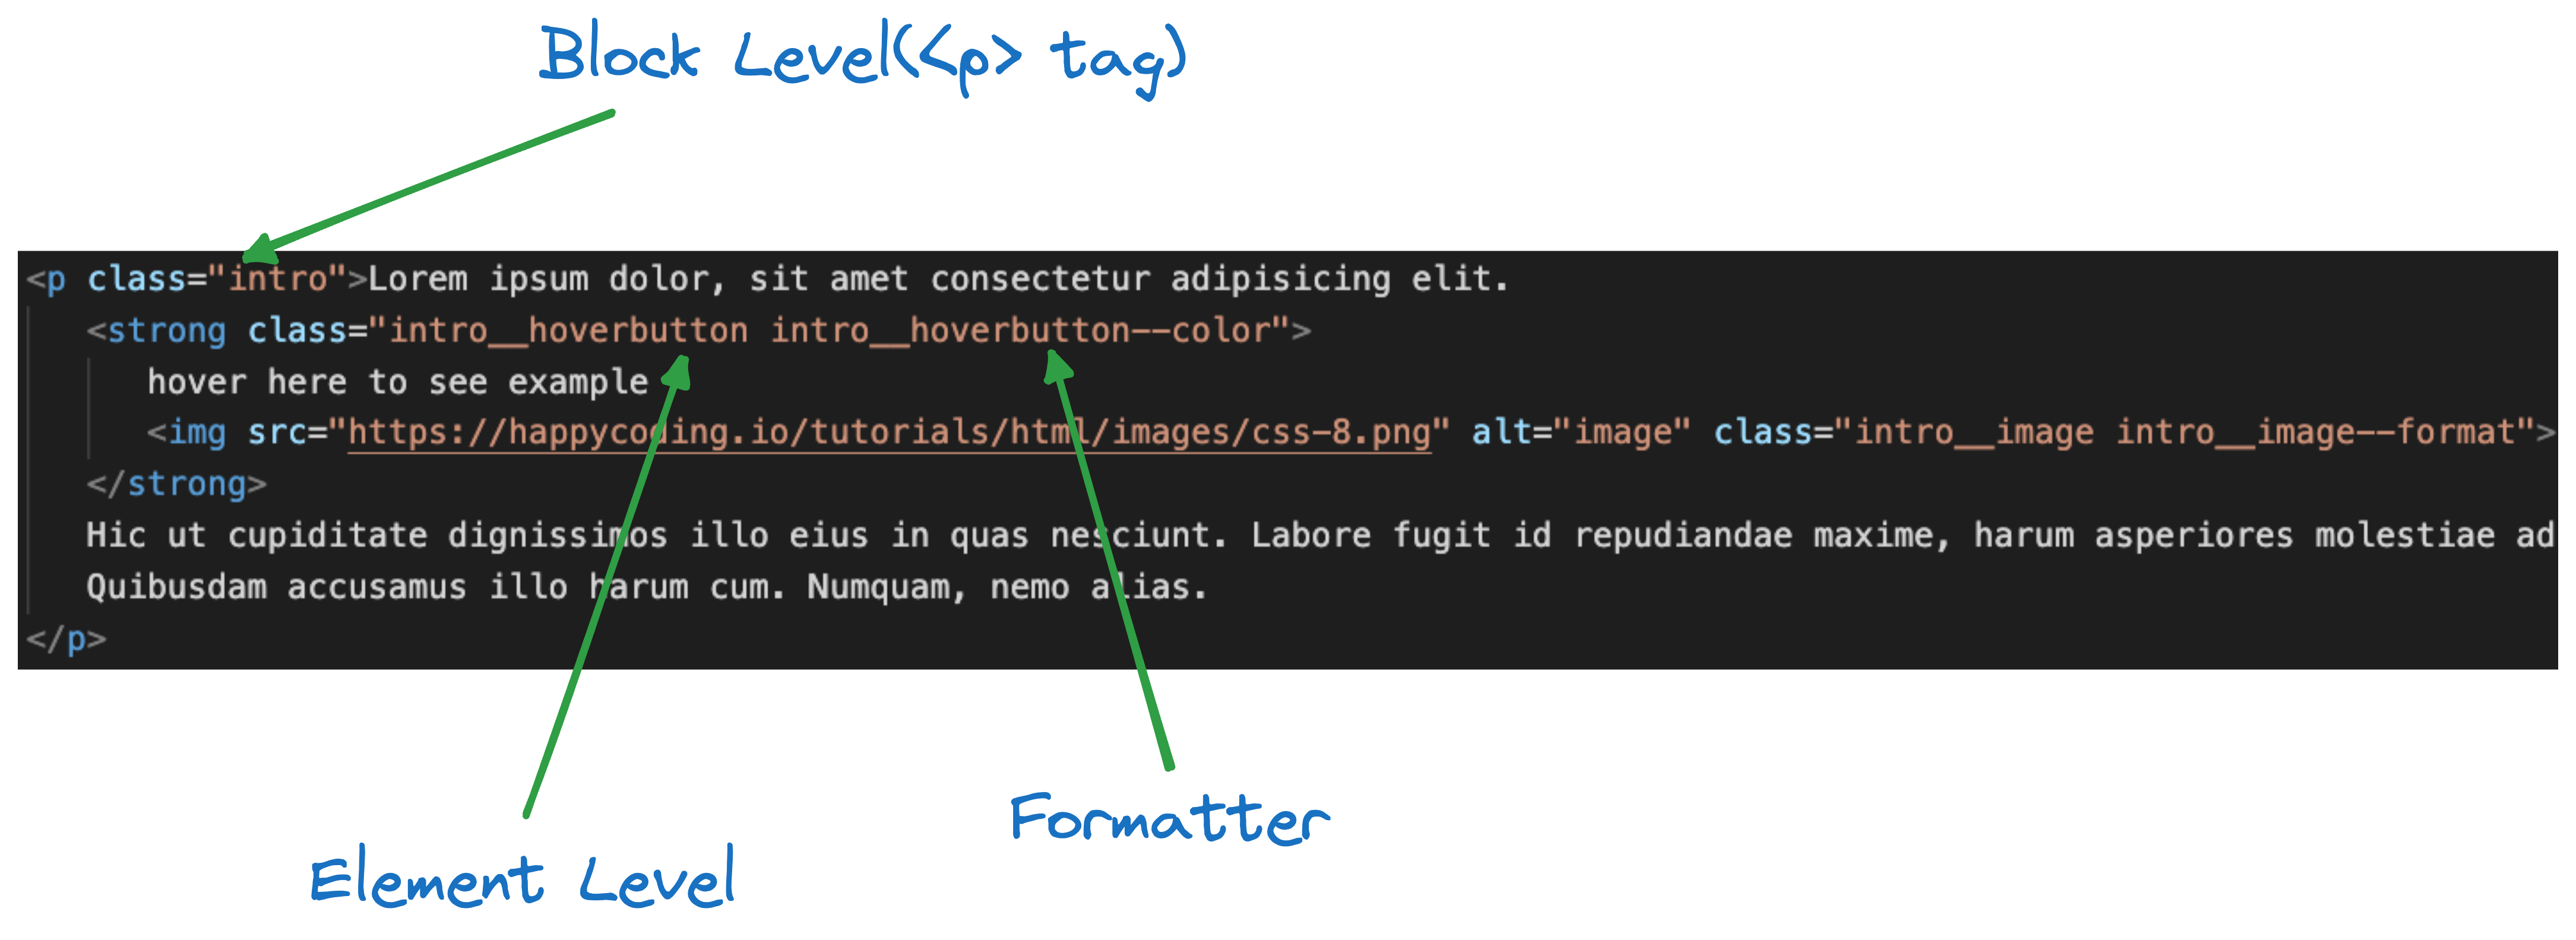 Block Level(<p> tag)
<p class="intro">Lorem ipsum dolor, sit amet consectetur adipisicing elit.
<strong class="intro__hoverbutton intro__hoverbutton--color">
hover here to see example
<img src="https://happycoding.io/tutorials/html/images/css-8.png" alt="image" class="intro__image intro__image--format">
</strong>
Hic ut cupiditate dignissimos illo eius in quas nesciunt. Labore fugit id repudiandae maxime, harum asperiores molestiae ad
Quibusdam accusamus illo harum cum. Numquam, nemo alias.
</p>
Formatter
Element Level